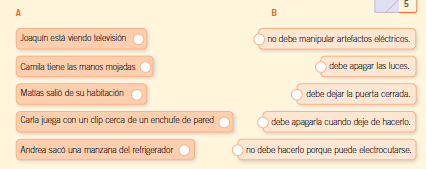 5
A
B
Joaquín está viendo televisión
no debe manipular artefactos eléctricos.
Camila tiene las manos mojadas
debe apagar las luces.
Matías salió de su habitación
debe dejar la puerta cerrada.
Carla juega con un clip cerca de un enchufe de pared
debe apagarla cuando deje de hacerlo.
Andrea sacó una manzana del refrigerador
no debe hacerlo porque puede electrocutarse.